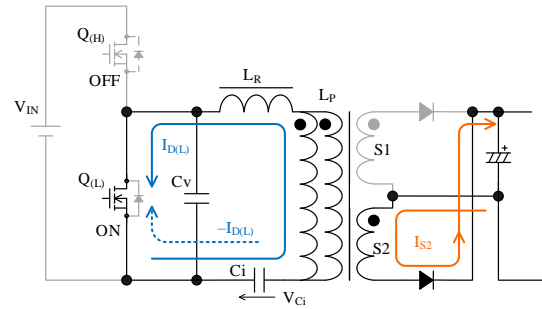 Q(H)
OFF
VIN
LR
LP
ID(L)
S1
Q(L)
Cv
ON
−ID(L)
S2
IS2
Ci
VCi
+